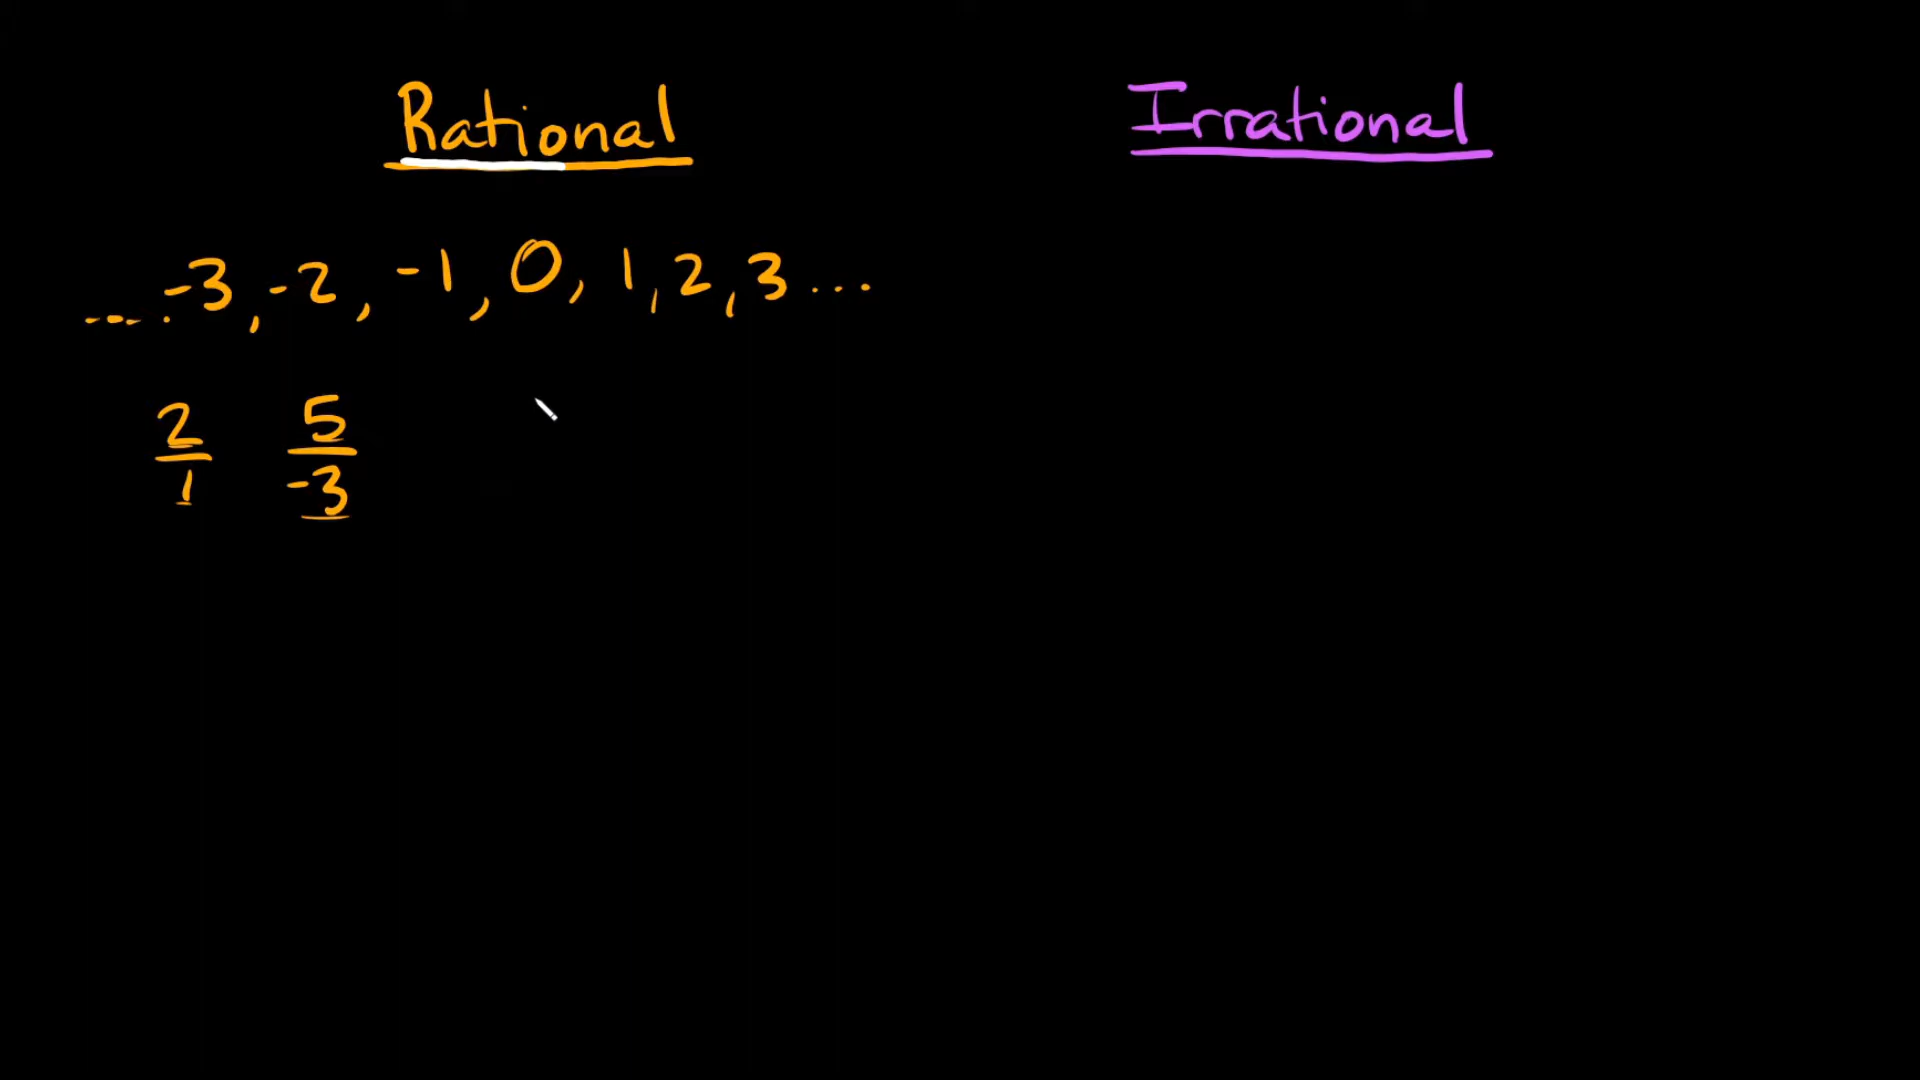 Rational Irrational
....-3, -2, -1, 0, 1, 2, 3...
2 5
1 -3